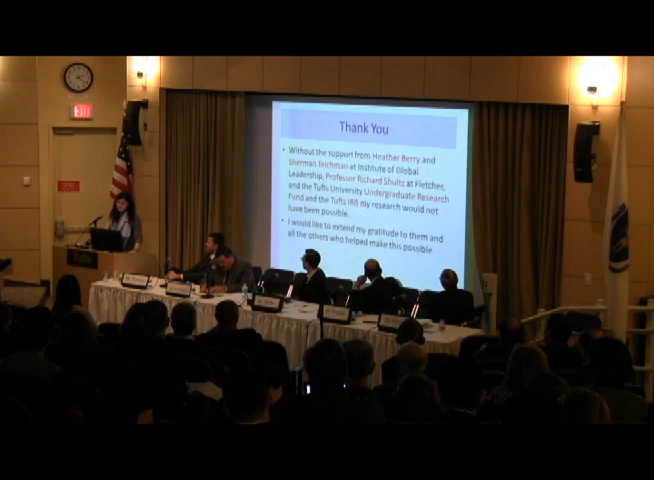 Thank You
• Without the support from Heather Berry and
Sherman Teichman at Institute of Global
Leadership, Professor Richard Shultz at Fletcher,
and the Tufts University Undergraduate Research
Fund and the Tufts IRB my research would not
have been possible.
• I would like to extend my gratitude to them and
all the others who helped make this possible
EXIT
Tufts